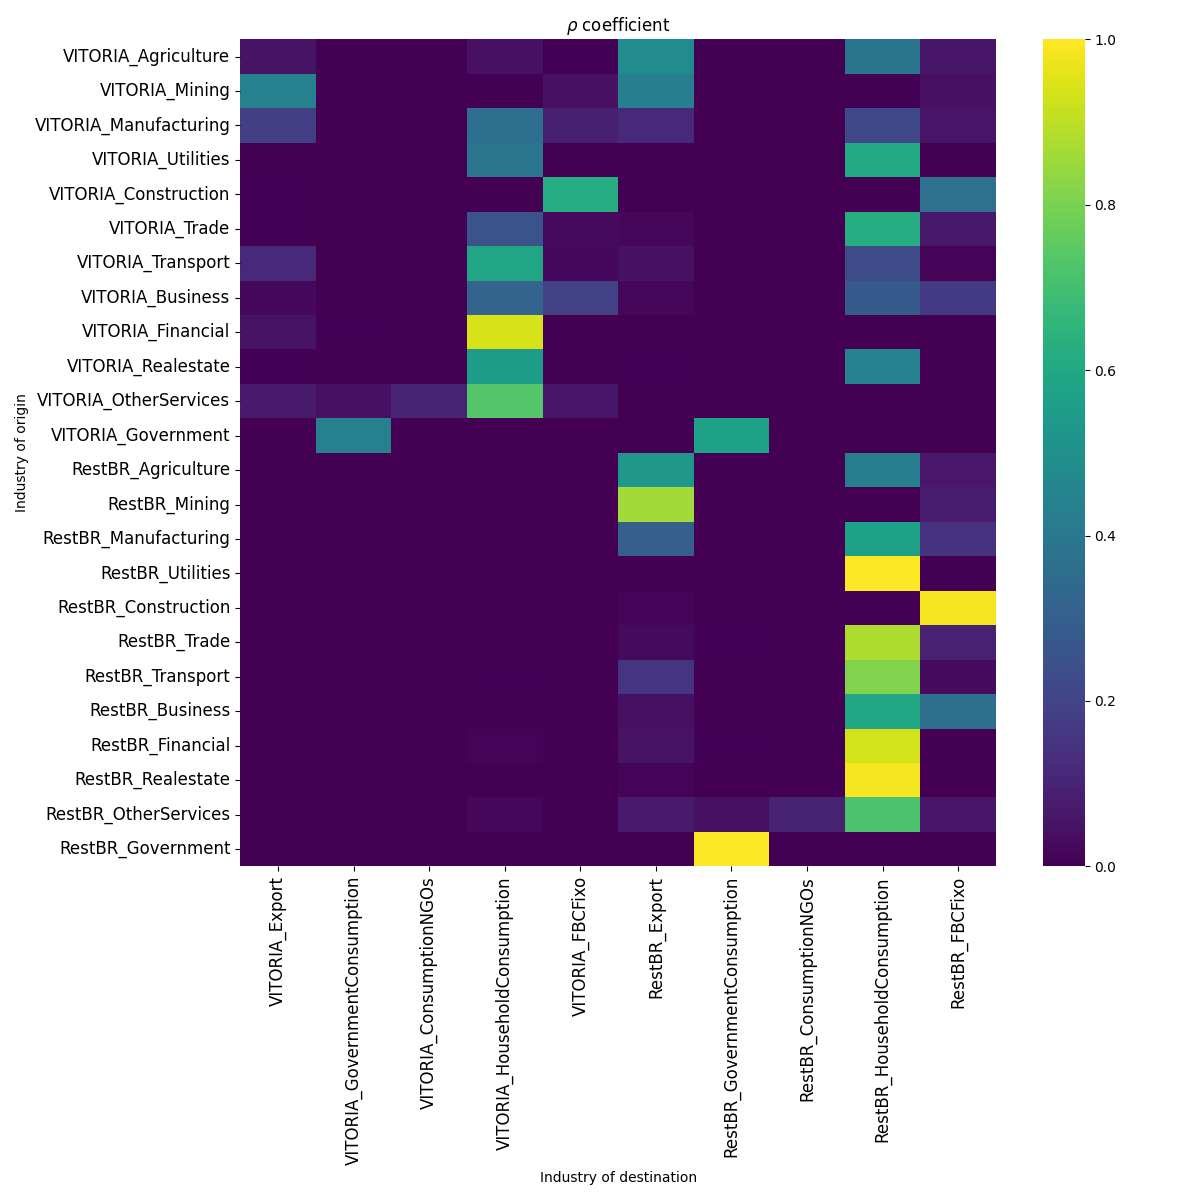 ρ coefficient
VITORIA_Agriculture
VITORIA_Mining
VITORIA_Manufacturing
VITORIA_Utilities
VITORIA_Construction
VITORIA_Trade
VITORIA_Transport
VITORIA_Business
VITORIA_Financial
VITORIA_Realestate
VITORIA_OtherServices
VITORIA_Government
RestBR_Agriculture
RestBR_Mining
RestBR_Manufacturing
RestBR_Utilities
RestBR_Construction
RestBR_Trade
RestBR_Transport
RestBR_Business
RestBR_Financial
RestBR_Realestate
RestBR_OtherServices
RestBR_Government
Industry of origin
VITORIA_Export
VITORIA_GovernmentConsumption
VITORIA_ConsumptionNGOs
VITORIA_HouseholdConsumption
VITORIA_FBCFixo
RestBR_Export
RestBR_GovernmentConsumption
RestBR_ConsumptionNGOs
RestBR_HouseholdConsumption
RestBR_FBCFixo
Industry of destination
1.0
0.8
0.6
0.4
0.2
0.0